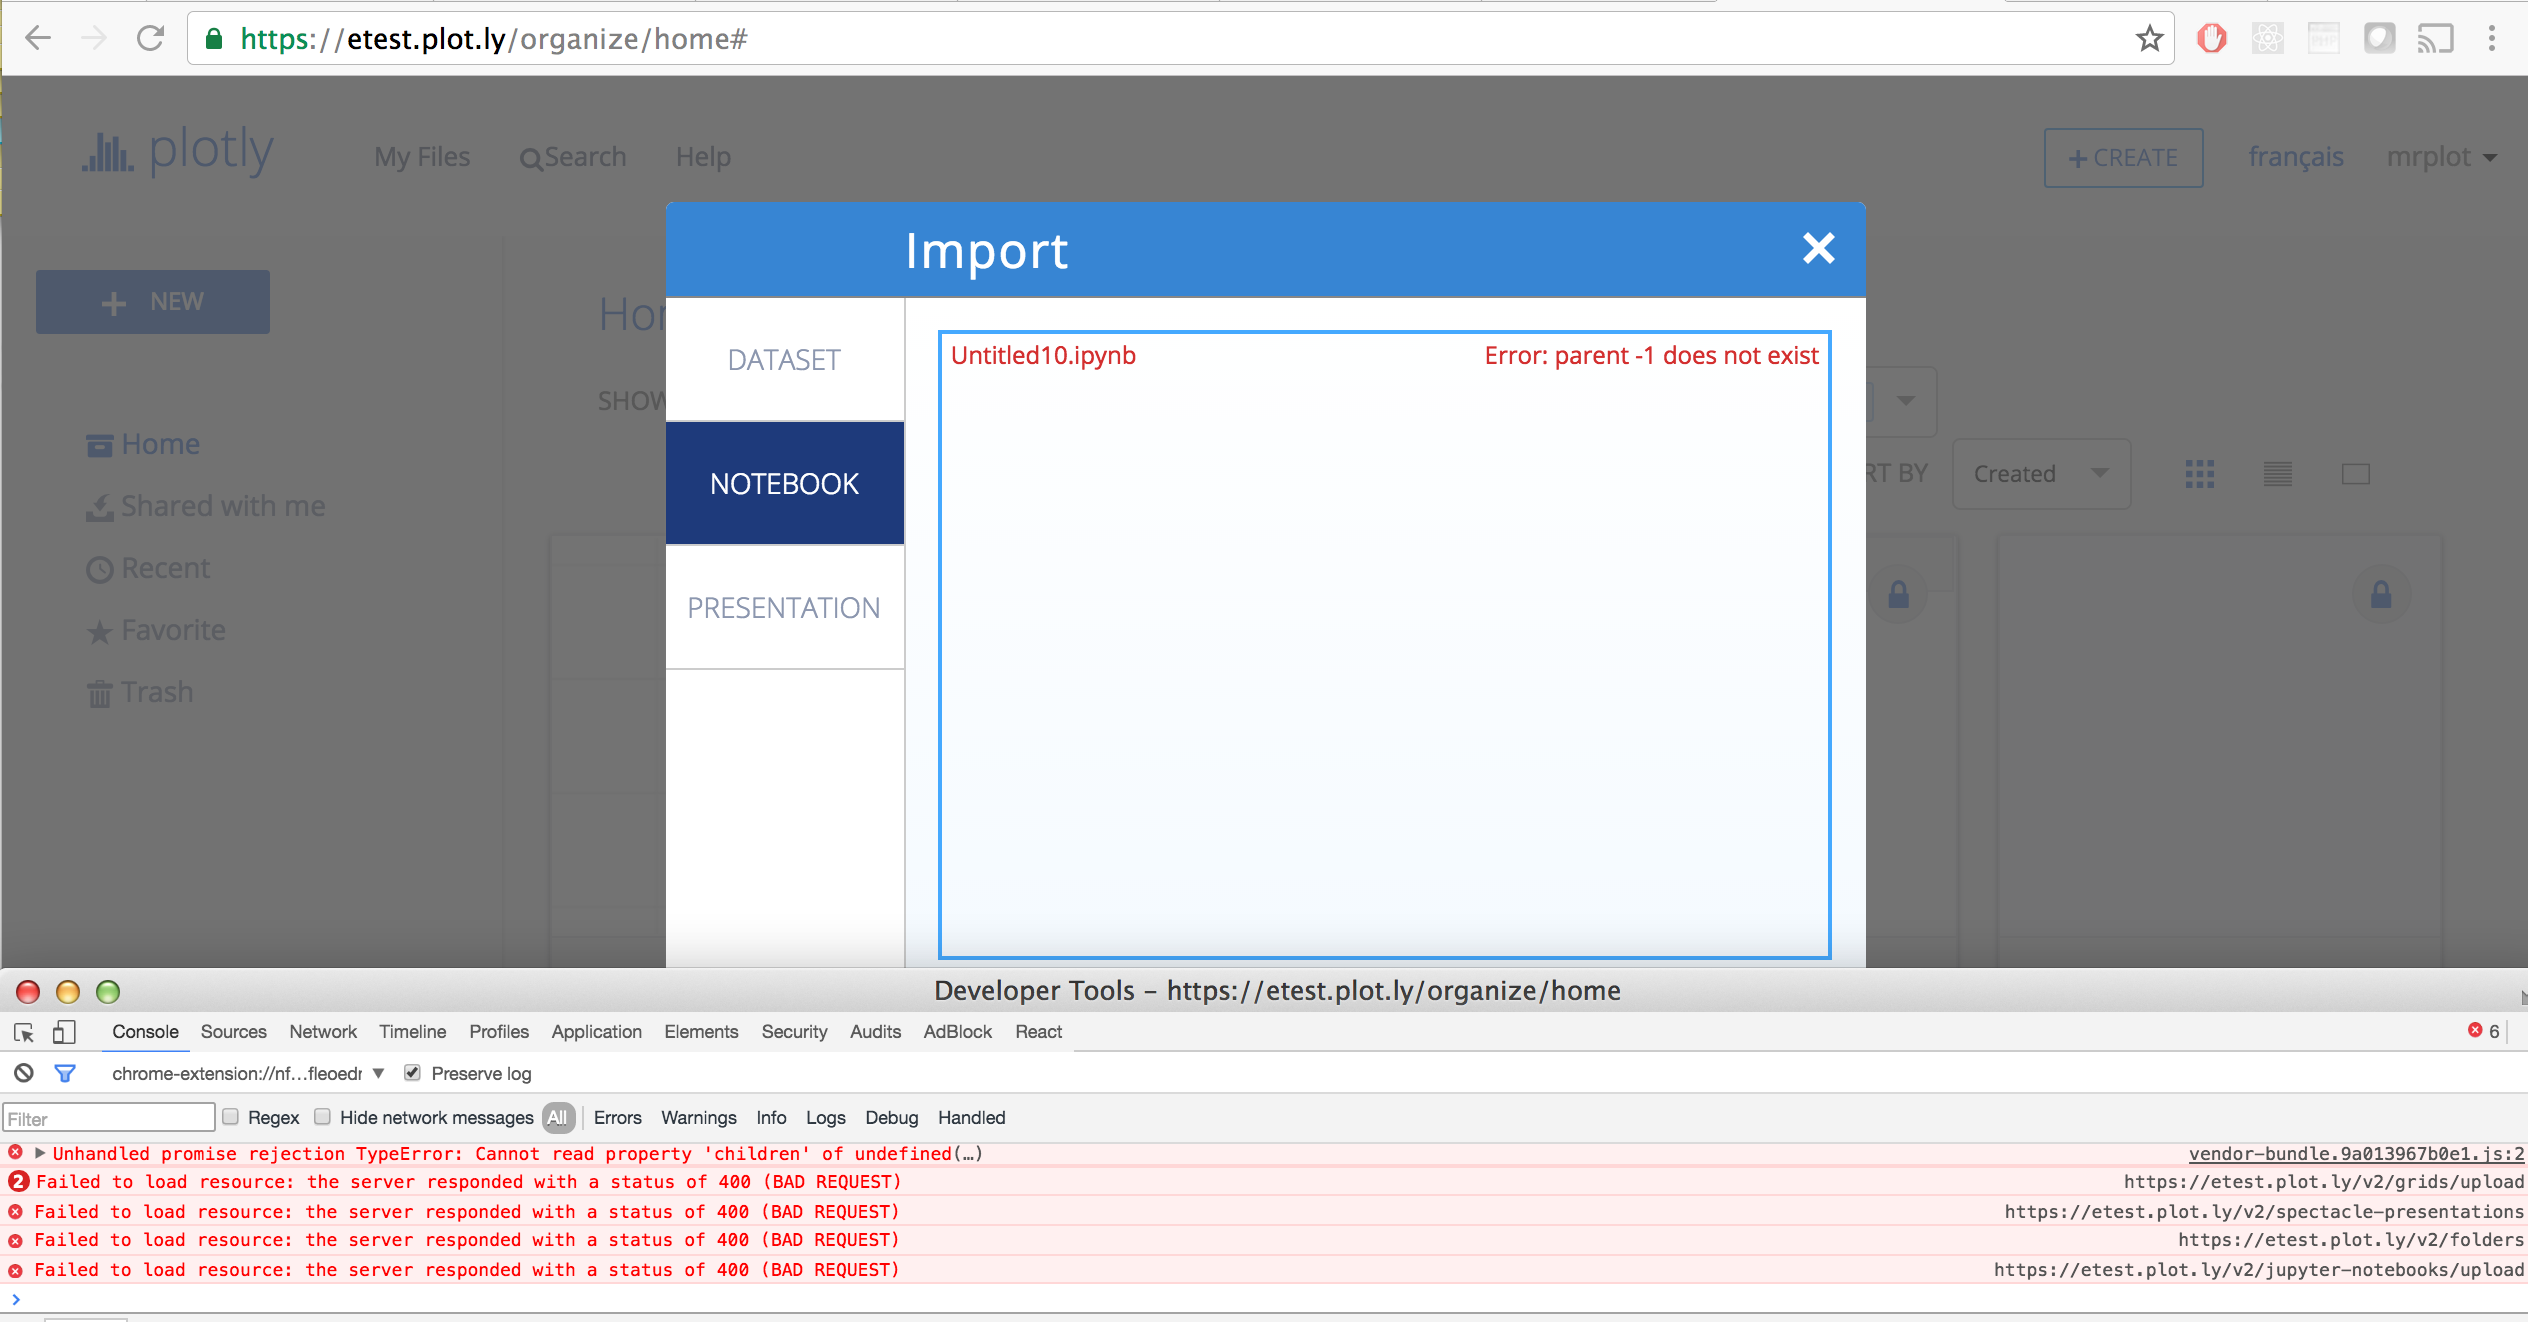 https://etest.plot.ly/organize/home#
plotly
My Files
Search
Help
+ CREATE
français
mrplot
Import
+ NEW
SHOW
DATASET
Untitled10.ipynb
Error: parent -1 does not exist
Home
NOTEBOOK
RT BY
Created
Shared with me
Recent
PRESENTATION
Favorite
Trash
Developer Tools - https://etest.plot.ly/organize/home
Console Sources Network Timeline Profiles Application Elements Security Audits AdBlock React
6
chrome-extension://nf...fleoedr
Preserve log
Filter
Regex
Hide network messages
All Errors Warnings Info Logs Debug Handled
Unhandled promise rejection TypeError: Cannot read property 'children' of undefined(…)
vendor-bundle.9a013967b0e1.js:2
2 Failed to load resource: the server responded with a status of 400 (BAD REQUEST)
https://etest.plot.ly/v2/grids/upload
Failed to load resource: the server responded with a status of 400 (BAD REQUEST)
https://etest.plot.ly/v2/spectacle-presentations
Failed to load resource: the server responded with a status of 400 (BAD REQUEST)
https://etest.plot.ly/v2/folders
Failed to load resource: the server responded with a status of 400 (BAD REQUEST)
https://etest.plot.ly/v2/jupyter-notebooks/upload